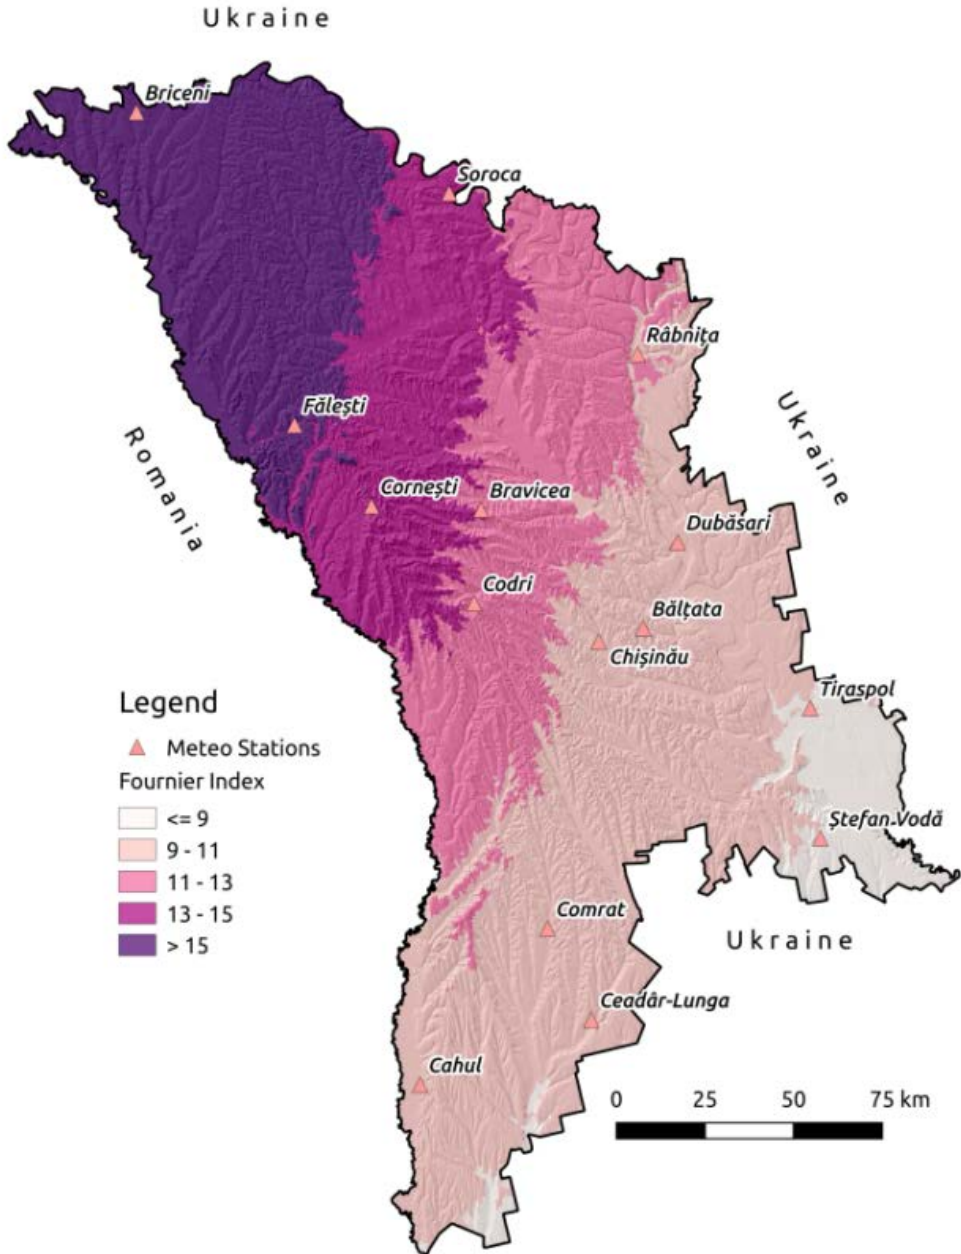 Ukraine
Briceni
Soroca
Râbnița
Fălești
Ukraine
Romania
Cornești
Bravicea
Dubăsari
Codri
Bălțata
Chișinău
Tiraspol
Legend
Meteo Stations
Fournier Index
<= 9
9 - 11
11 - 13
13 - 15
> 15
Ștefan Vodă
Comrat
Ukraine
Ceadâr-Lunga
Cahul
0 25 50 75 km